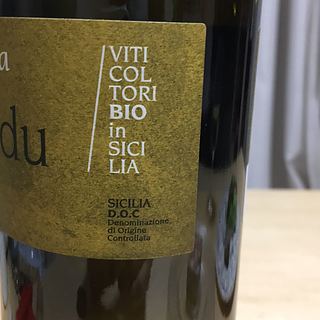 a
du
VITI
COL
TORI
BIO
in
SICI
LIA
SICILIA
D.O.C
Denominazione
di Origine
Controllata